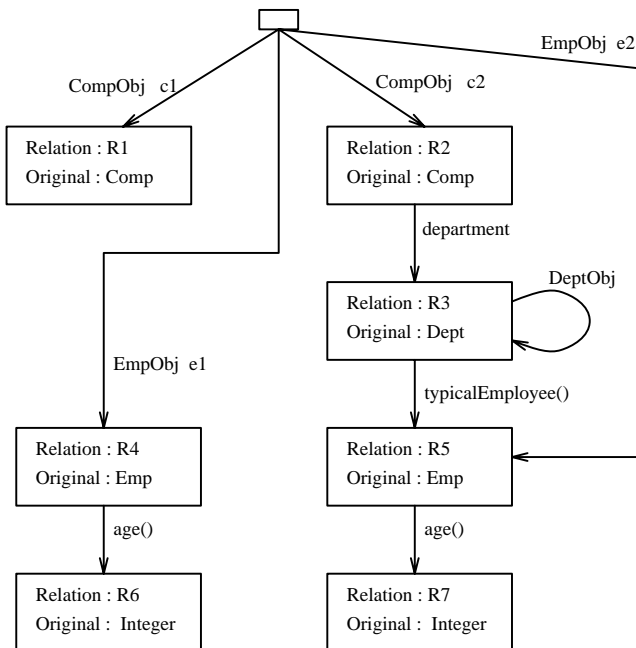 EmpObj e2
CompObj c1
CompObj c2
Relation : R1
Original : Comp
Relation : R2
Original : Comp
department
DeptObj
Relation : R3
Original : Dept
EmpObj e1
typicalEmployee()
Relation : R4
Original : Emp
Relation : R5
Original : Emp
age()
age()
Relation : R6
Original : Integer
Relation : R7
Original : Integer